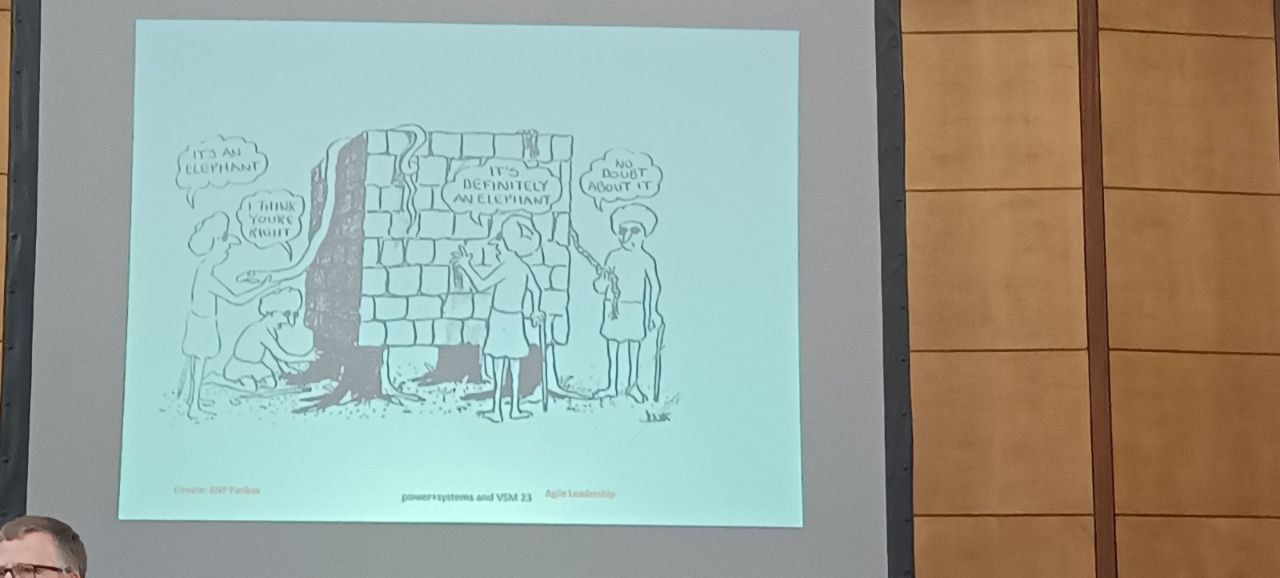 IT'S AN
ELEPHANT
I THINK
YOU'RE
RIGHT
IT'S
DEFINITELY
AN ELEPHANT
NO
DOUBT
ABOUT IT
Elevate: BNP Paribas
power+systems and VSM 23
Agile Leadership